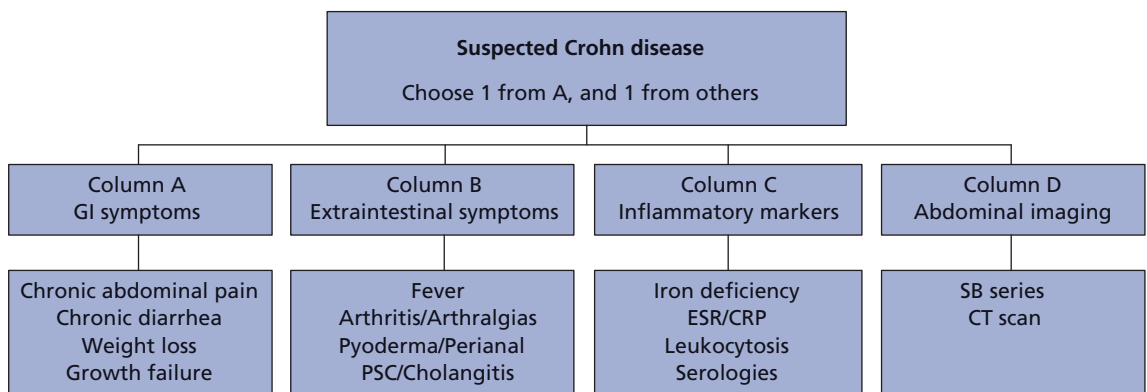 Suspected Crohn disease
Choose 1 from A, and 1 from others
Column A
GI symptoms
Column B
Extraintestinal symptoms
Column C
Inflammatory markers
Column D
Abdominal imaging
Chronic abdominal pain
Chronic diarrhea
Weight loss
Growth failure
Fever
Arthritis/Arthralgias
Pyoderma/Perianal
PSC/Cholangitis
Iron deficiency
ESR/CRP
Leukocytosis
Serologies
SB series
CT scan